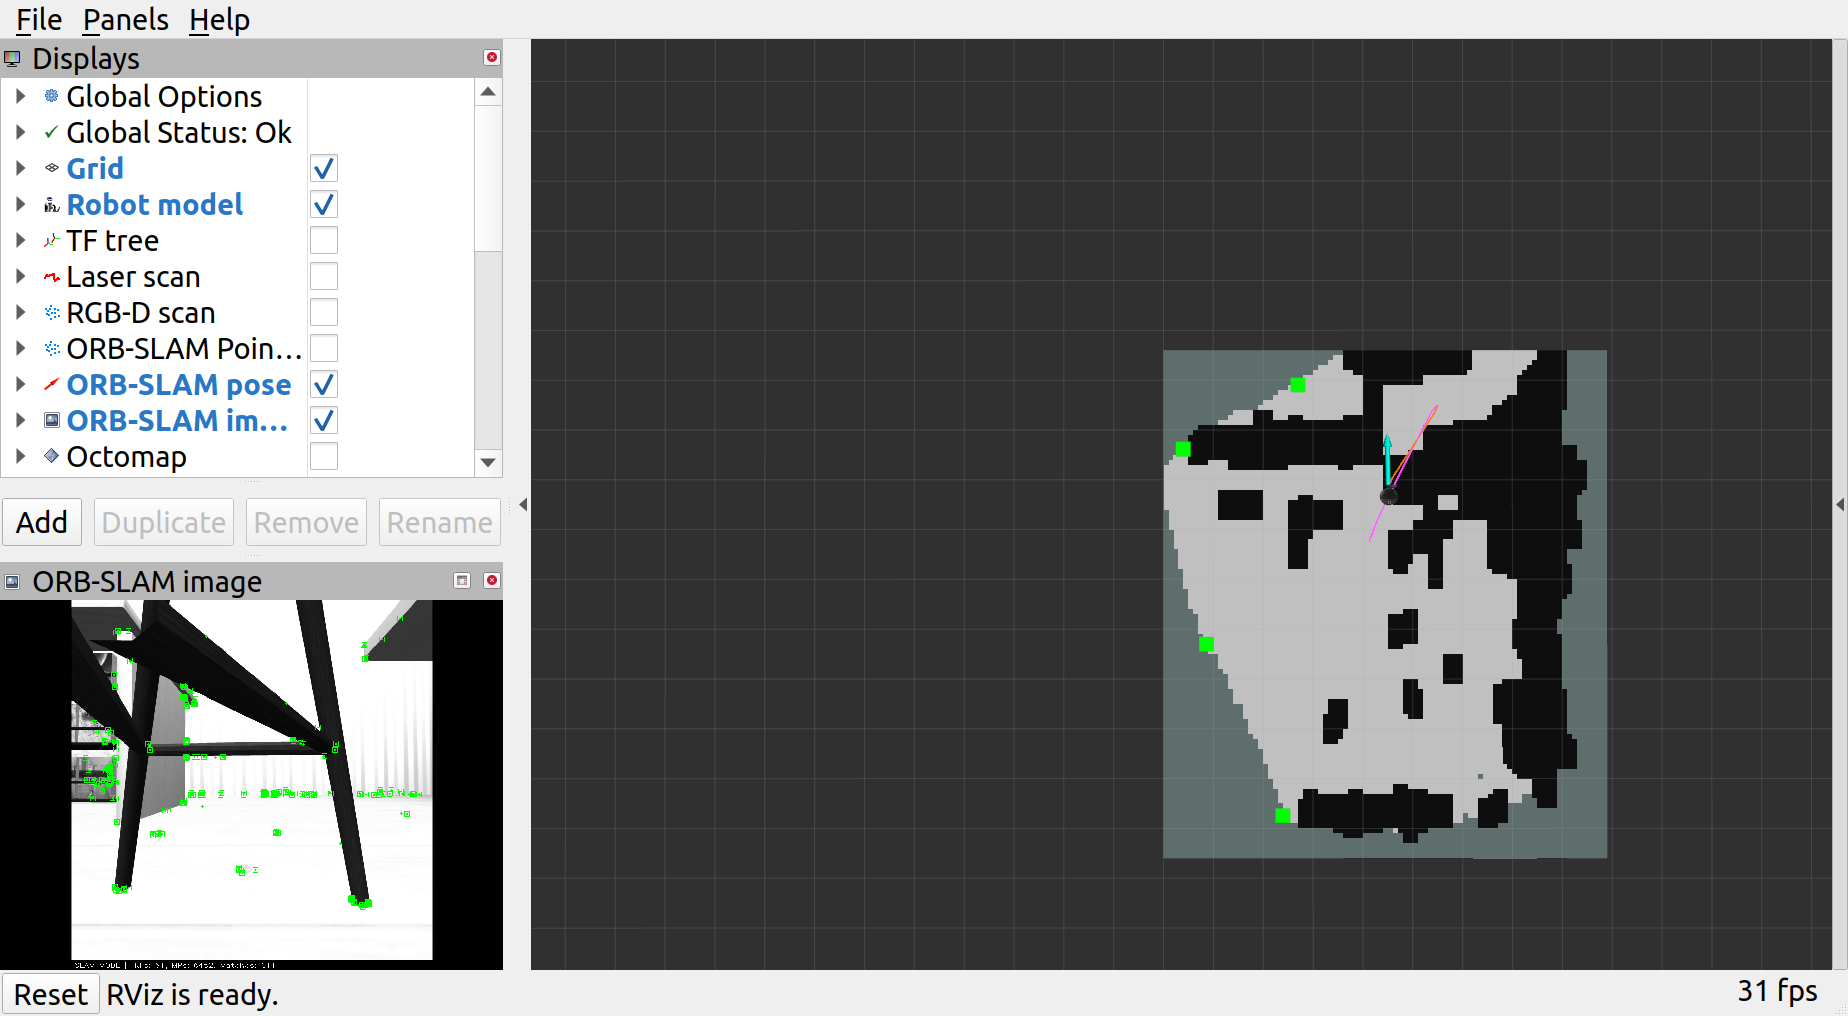 File Panels Help
Displays
Global Options
Global Status: Ok
Grid
Robot model
TF tree
Laser scan
RGB-D scan
ORB-SLAM Poin...
ORB-SLAM pose
ORB-SLAM im...
Octomap
Add Duplicate Remove Rename
ORB-SLAM image
SLAM MODE |
Reset RViz is ready.
31 fps